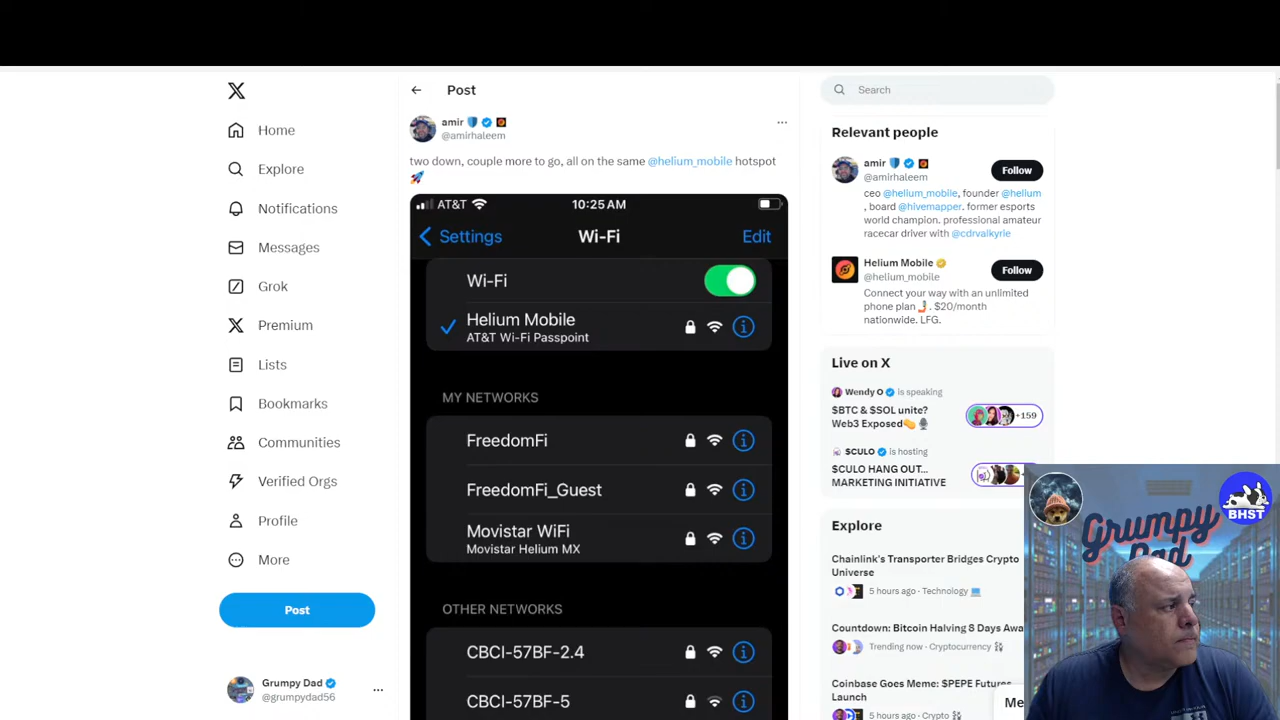 Post
Search
Home
Explore
Notifications
Messages
Grok
Premium
Lists
Bookmarks
Communities
Verified Orgs
Profile
More
Post
Grumpy Dad
@grumpydad56
amir
@amirhaleem
two down, couple more to go, all on the same @helium_mobile hotspot
AT&T
10:25AM
Settings
Wi-Fi
Edit
Wi-Fi
Helium Mobile
AT&T Wi-Fi Passpoint
MY NETWORKS
FreedomFi
FreedomFi_Guest
Movistar WiFi
Movistar Helium MX
OTHER NETWORKS
CBCI-57BF-2.4
CBCI-57BF-5
Relevant people
amir
@amirhaleem
Follow
ceo @helium_mobile, founder @helium
, board @hivemapper. former esports
world champion. professional amateur
racecar driver with @cdrvalkyrie
Helium Mobile
@helium_mobile
Follow
Connect your way with an unlimited
phone plan. $20/month
nationwide. LFG.
Live on X
Wendy O is speaking
$BTC & $SOL unite?
Web3 Exposed
+159
$CULO is hosting
$CULO HANG OUT...
MARKETING INITIATIVE
Explore
Chainlink's Transporter Bridges Crypto
Universe
5 hours ago · Technology
Countdown: Bitcoin Halving 8 Days Awa
Trending now · Cryptocurrency
Coinbase Goes Meme: $PEPE Futures
Launch
5 hours ago · Crypto
Me
Grumpy
Dad
BHST